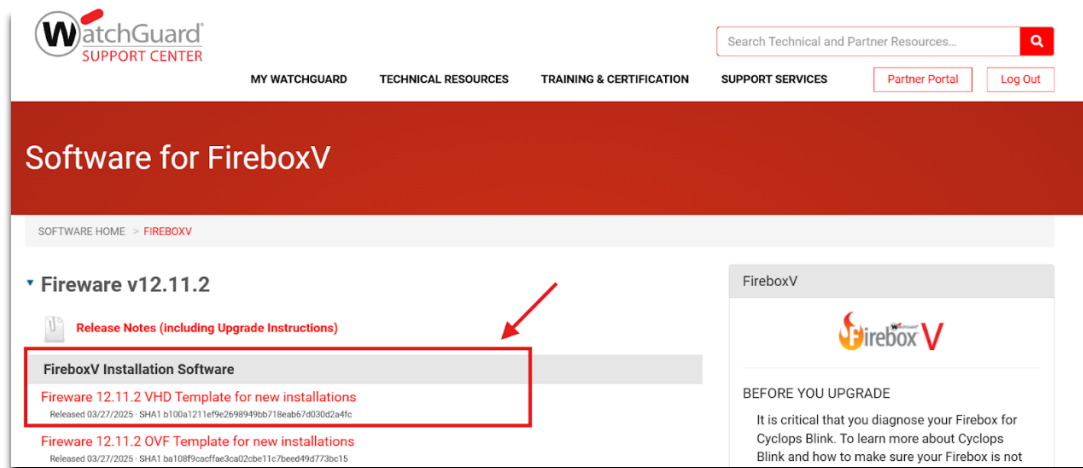 WatchGuard
SUPPORT CENTER
Search Technical and Partner Resources...
MY WATCHGUARD TECHNICAL RESOURCES TRAINING & CERTIFICATION SUPPORT SERVICES Partner Portal Log Out
Software for FireboxV
SOFTWARE HOME > FIREBOXV
Fireware v12.11.2
Release Notes (including Upgrade Instructions)
FireboxV Installation Software
Fireware 12.11.2 VHD Template for new installations
Released 03/27/2025 - SHA1 b100a1211ef9e2698949bb718eab67d030d2a4fc
Fireware 12.11.2 OVF Template for new installations
Released 03/27/2025 - SHA1 ba108f9cacffae3ca02cbe11c7beed49d773bc15
FireboxV
WatchGuard
Firebox V
BEFORE YOU UPGRADE
It is critical that you diagnose your Firebox for
Cyclops Blink. To learn more about Cyclops
Blink and how to make sure your Firebox is not